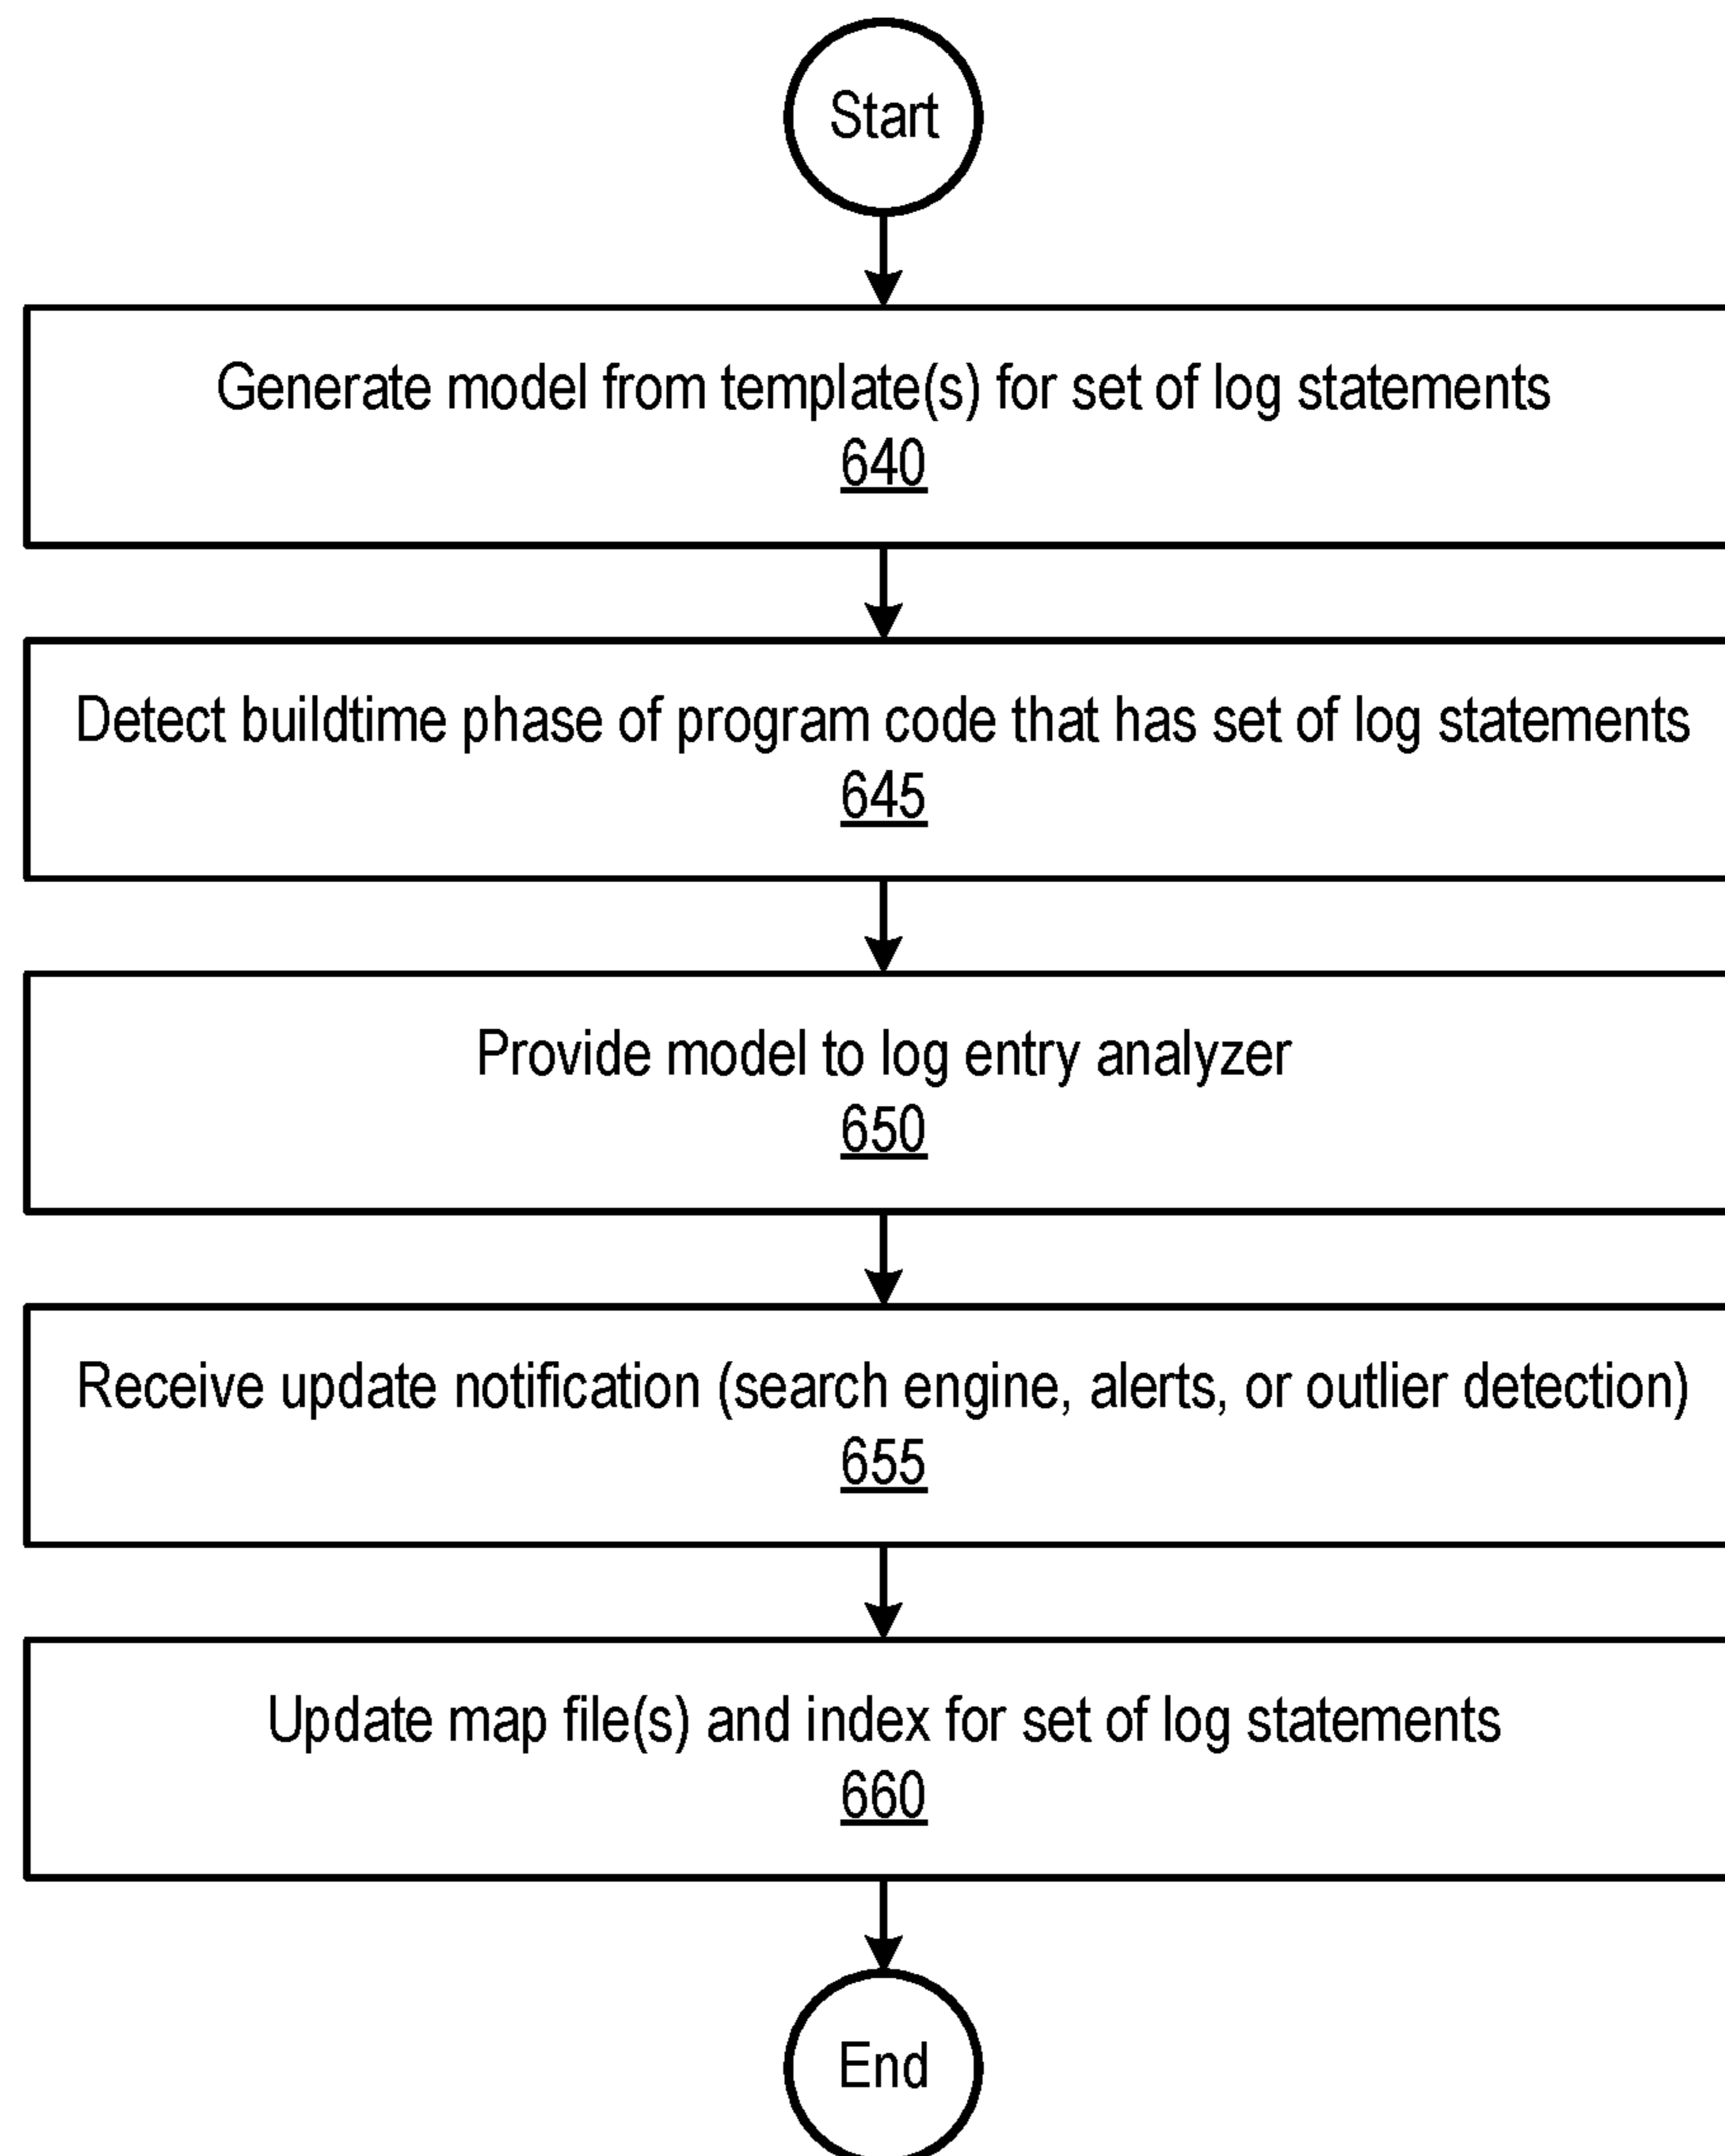 Start
Generate model from template(s) for set of log statements
640
Detect buildtime phase of program code that has set of log statements
645
Provide model to log entry analyzer
650
Receive update notification (search engine, alerts, or outlier detection)
655
Update map file(s) and index for set of log statements
660
End